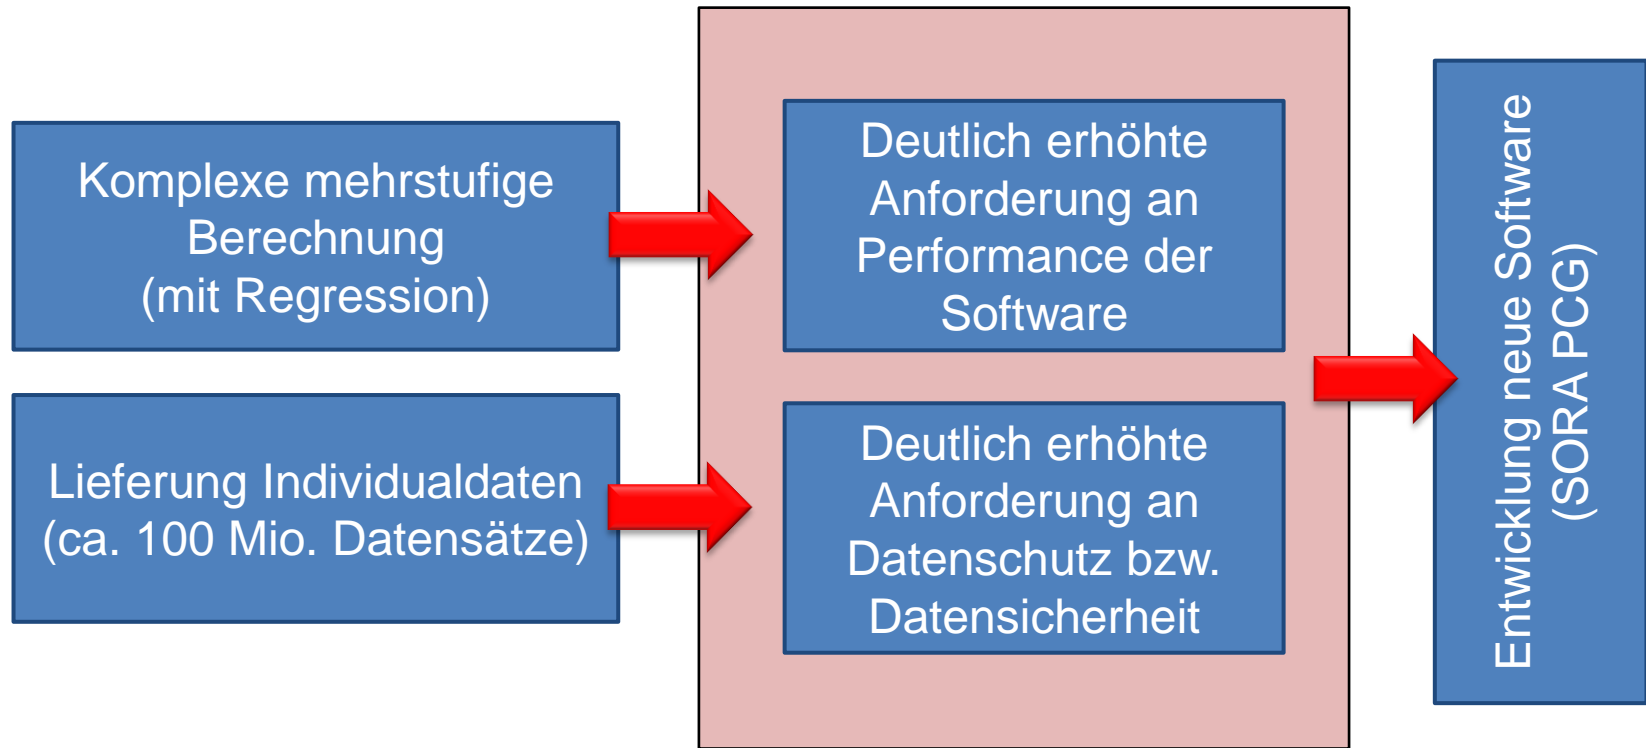 Komplexe mehrstufige
Berechnung
(mit Regression)
Lieferung Individualdaten
(ca. 100 Mio. Datensätze)
Deutlich erhöhte
Anforderung an
Performance der
Software
Deutlich erhöhte
Anforderung an
Datenschutz bzw.
Datensicherheit
Entwicklung neue Software
(SORA PCG)